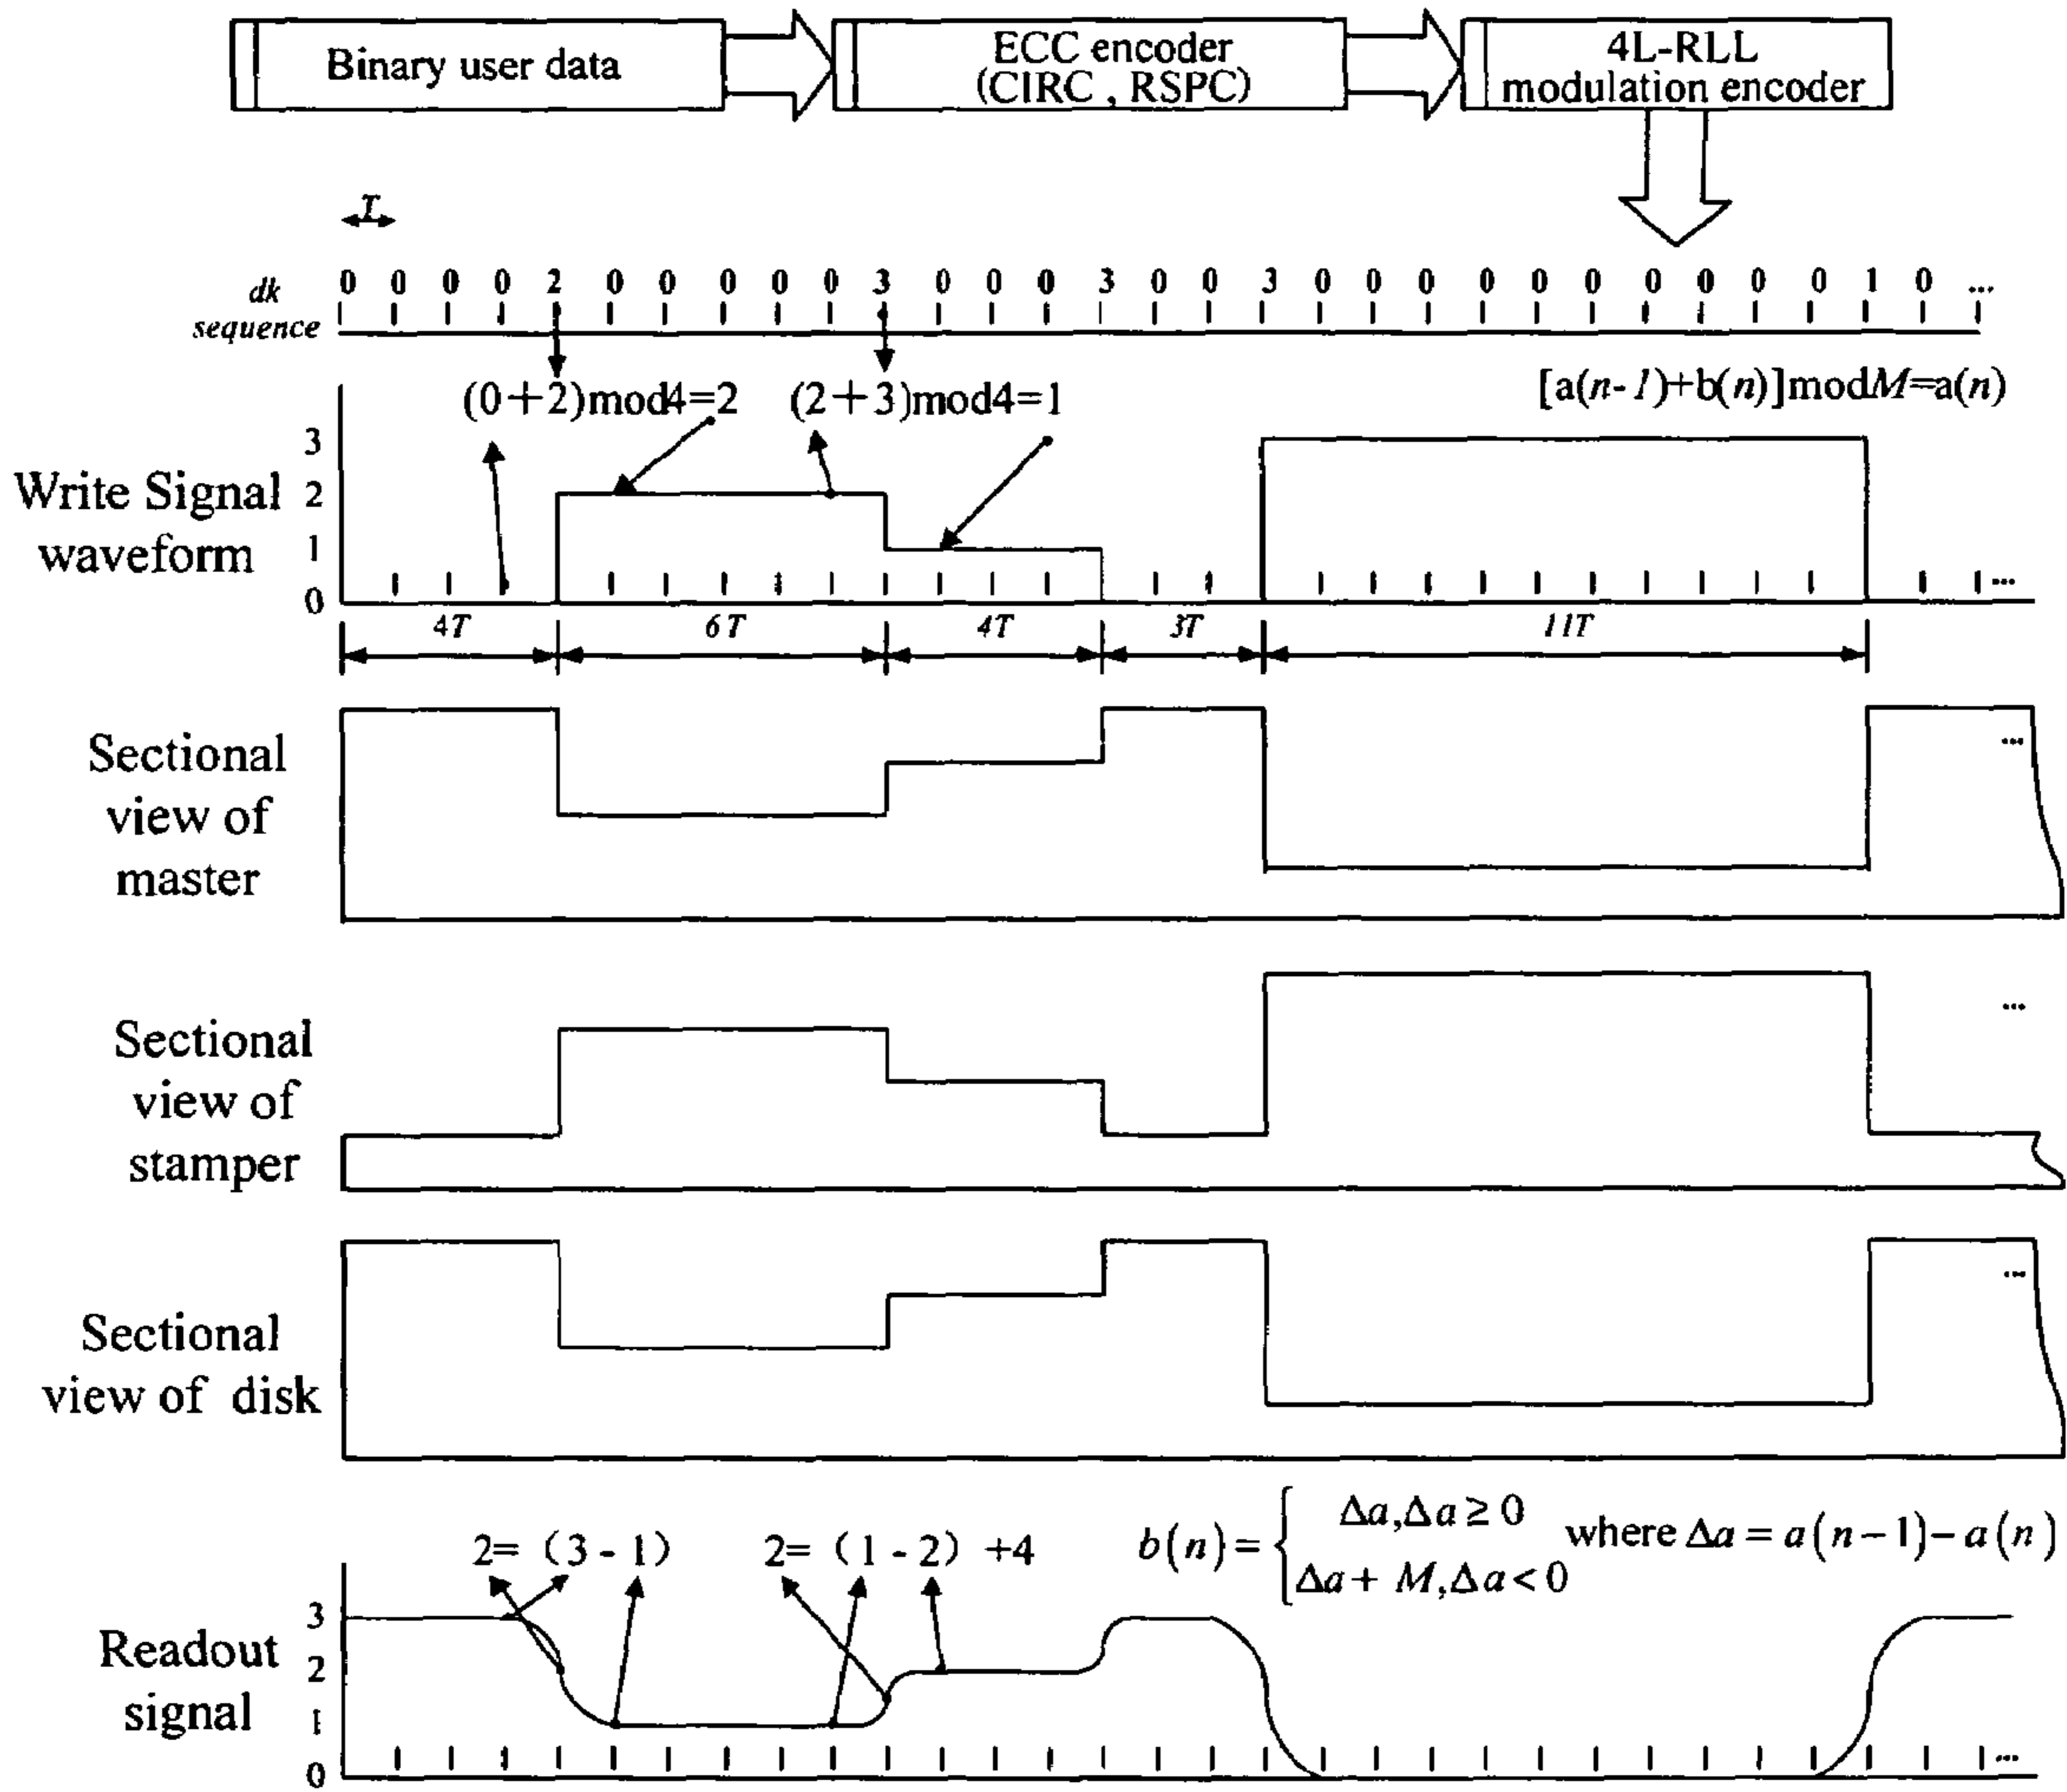 Binary user data
ECC encoder
(CIRC , RSPC)
4L-RLL
modulation encoder
T
dk
sequence
0 0 0 0 2 0 0 0 0 0 3 0 0 0 3 0 0 3 0 0 0 0 0 0 0 0 0 0 1 0 ...
(0+2)mod4=2
(2+3)mod4=1
[a(n-1)+b(n)]modM=a(n)
Write Signal
waveform
3
2
1
0
...
4T 6T 4T 3T 11T
Sectional
view of
master
...
Sectional
view of
stamper
...
Sectional
view of disk
...
2= (3-1)
2= (1-2) +4
b(n)= { Δa,Δa≥0
Δa+ M,Δa<0
where Δa = a(n-1)-a(n)
Readout
signal
3
2
1
0
...